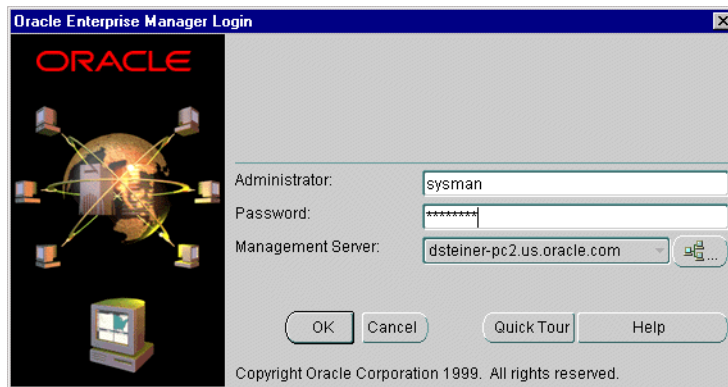 Oracle Enterprise Manager Login
ORACLE
Administrator:
sysman
Password:
********
Management Server:
dsteiner-pc2.us.oracle.com
...
OK
Cancel
Quick Tour
Help
Copyright Oracle Corporation 1999. All rights reserved.